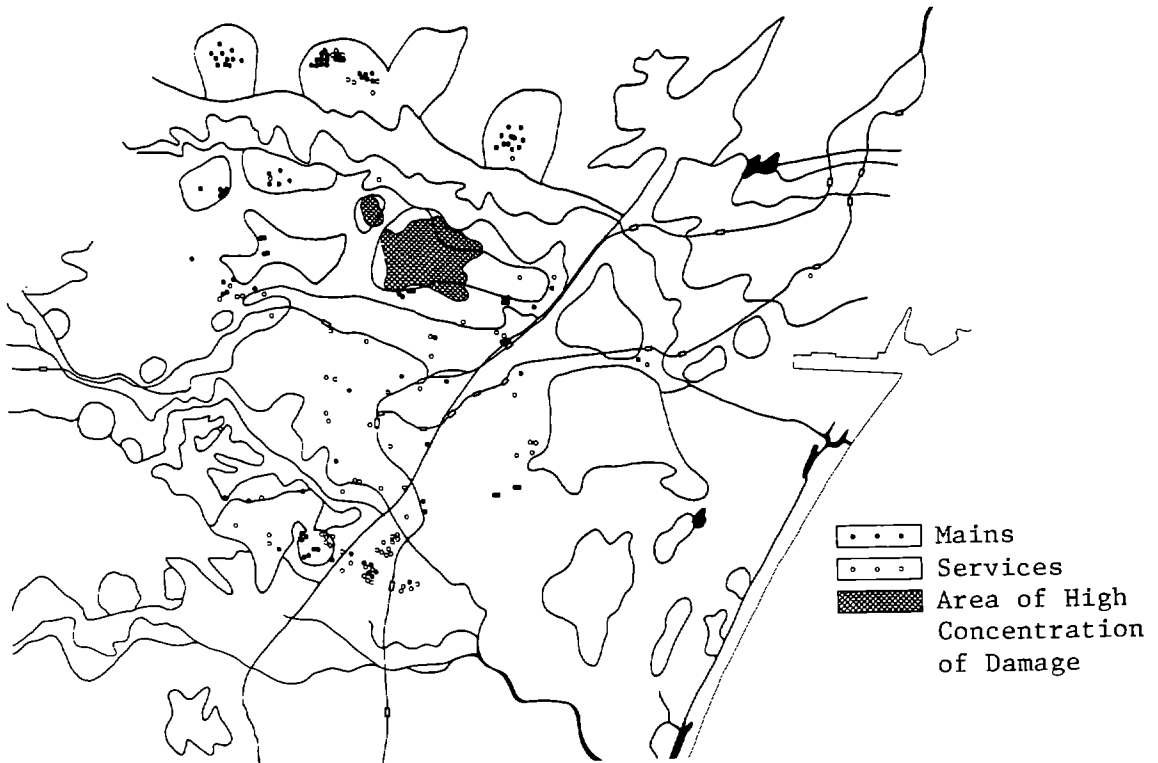 Mains
Services
Area of High
Concentration
of Damage